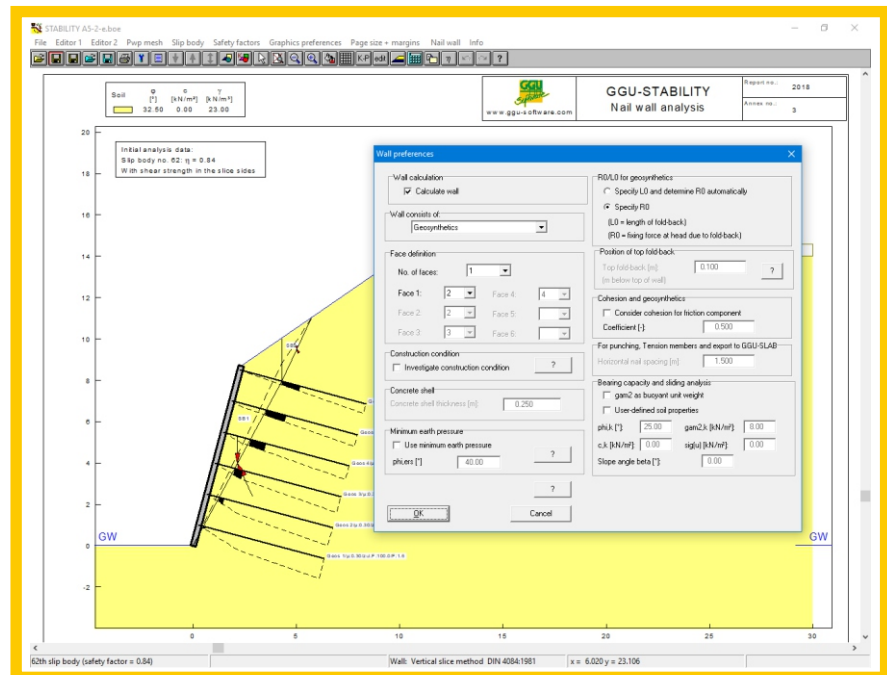 STABILITY A5-2-e.boe
File Editor 1 Editor 2 Pwp mesh Slip body Safety factors Graphics preferences Page size + margins Nail wall Info
K-P edit ?
Soil φ [°] c [kN/m²] γ [kN/m³]
32.50 0.00 23.00
GGU
Software
www.ggu-software.com
GGU-STABILITY
Nail wall analysis
Report no.: 2018
Annex no.: 3
Initial analysis data:
Slip body no. 62: η = 0.84
With shear strength in the slice sides
20
18
16
14
12
10
8
6
4
2
0
-2
GW
GW
0 5 10 15 20 25 30
Wall preferences
Wall calculation
Calculate wall
Wall consists of:
Geosynthetics
Face definition
No. of faces: 1
Face 1: 2 Face 4: 4
Face 2: 2 Face 5:
Face 3: 3 Face 6:
Construction condition
Investigate construction condition ?
Concrete shell
Concrete shell thickness [m]: 0.250
Minimum earth pressure
Use minimum earth pressure
phi,ers [°] 40.00 ?
?
OK Cancel
R0/L0 for geosynthetics
Specify L0 and determine R0 automatically
Specify R0
(L0 = length of fold-back)
(R0 = fixing force at head due to fold-back)
Position of top fold-back
Top fold-back [m]: 0.100
(m below top of wall) ?
Cohesion and geosynthetics
Consider cohesion for friction component
Coefficient [-]: 0.500
For punching, Tension members and export to GGU-SLAB
Horizontal nail spacing [m]: 1.500
Bearing capacity and sliding analysis
gam2 as buoyant unit weight
User-defined soil properties
phi,k [°]: 25.00 gam2,k [kN/m³]: 8.00
c,k [kN/m²]: 0.00 sig(u) [kN/m²]: 0.00
Slope angle beta [°]: 0.00
62th slip body (safety factor = 0.84) Wall: Vertical slice method DIN 4084:1981 x = 6.020 y = 23.106